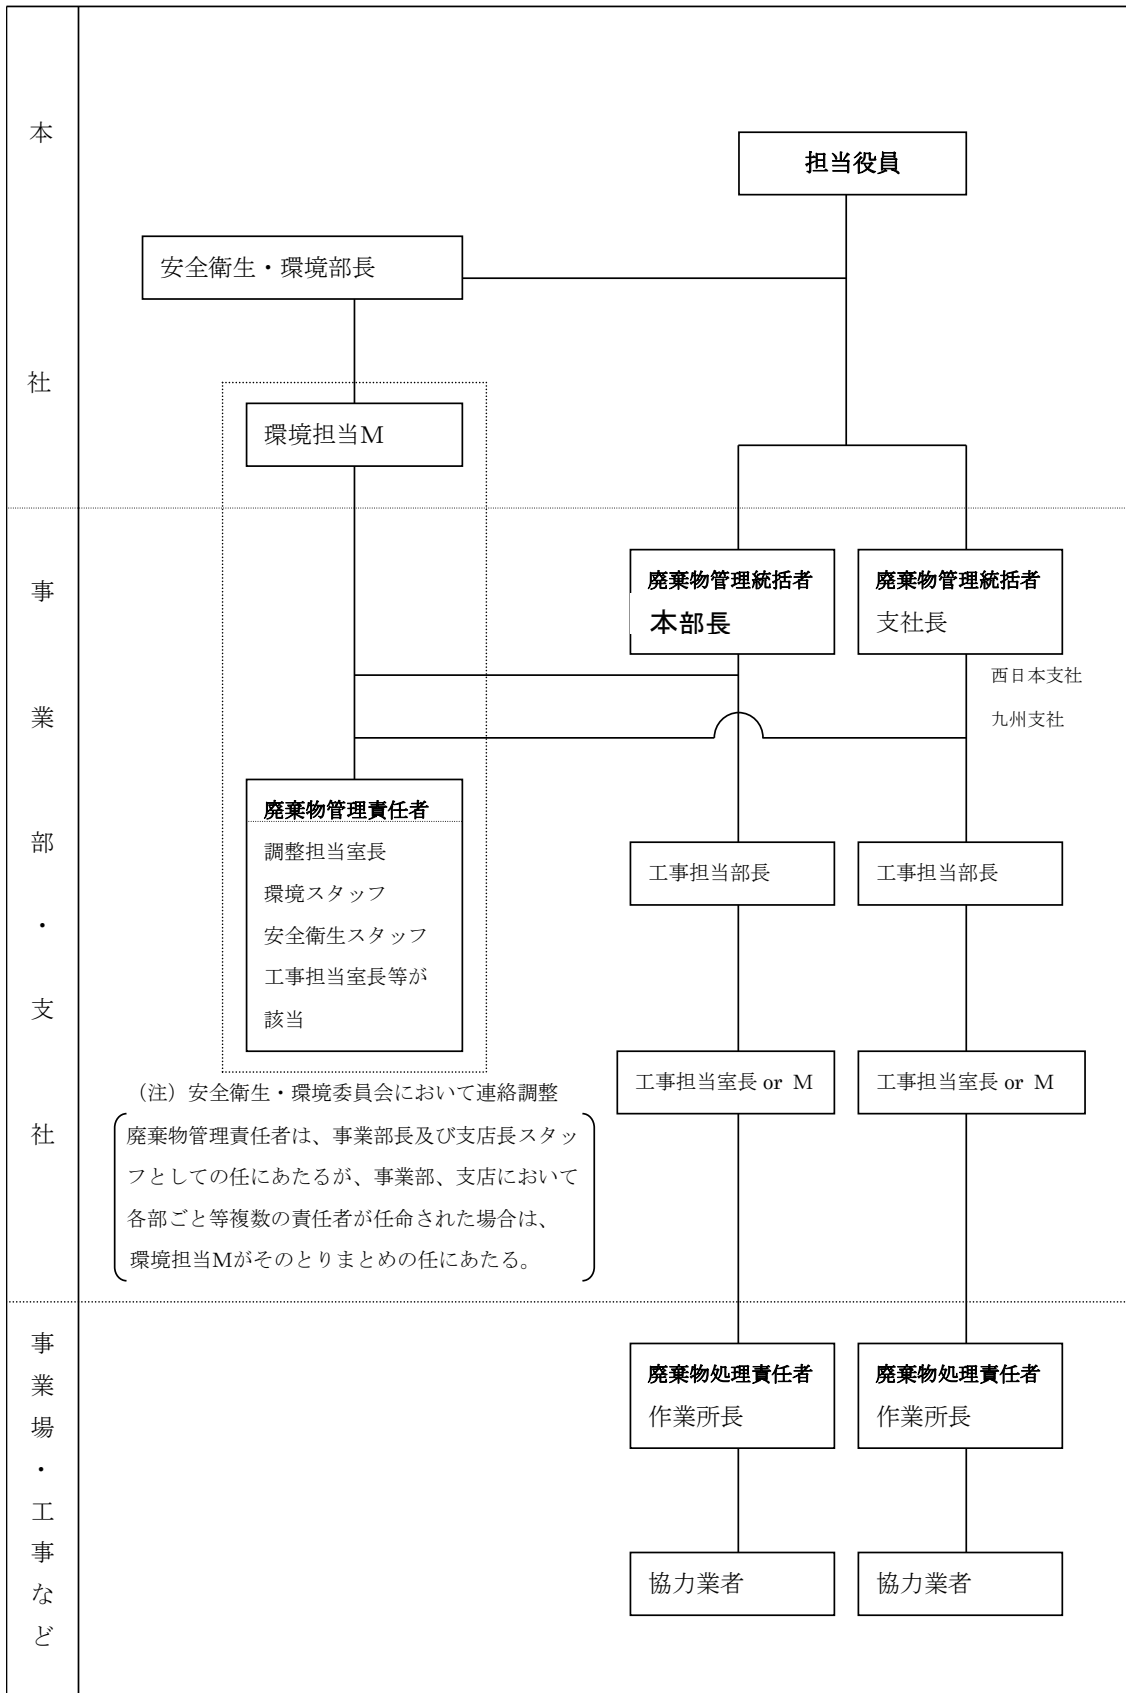 本社
担当役員
安全衛生・環境部長
環境担当M
事業部・支社
廃棄物管理統括者
本部長
廃棄物管理統括者
支社長
西日本支社
九州支社
廃棄物管理責任者
調整担当室長
環境スタッフ
安全衛生スタッフ
工事担当室長等が
該当
工事担当部長
工事担当部長
工事担当室長 or M
工事担当室長 or M
（注）安全衛生・環境委員会において連絡調整
廃棄物管理責任者は、事業部長及び支店長スタッ
フとしての任にあたるが、事業部、支店において
各部ごと等複数の責任者が任命された場合は、
環境担当Mがそのとりまとめの任にあたる。
事業場・工事など
廃棄物処理責任者
作業所長
廃棄物処理責任者
作業所長
協力業者
協力業者